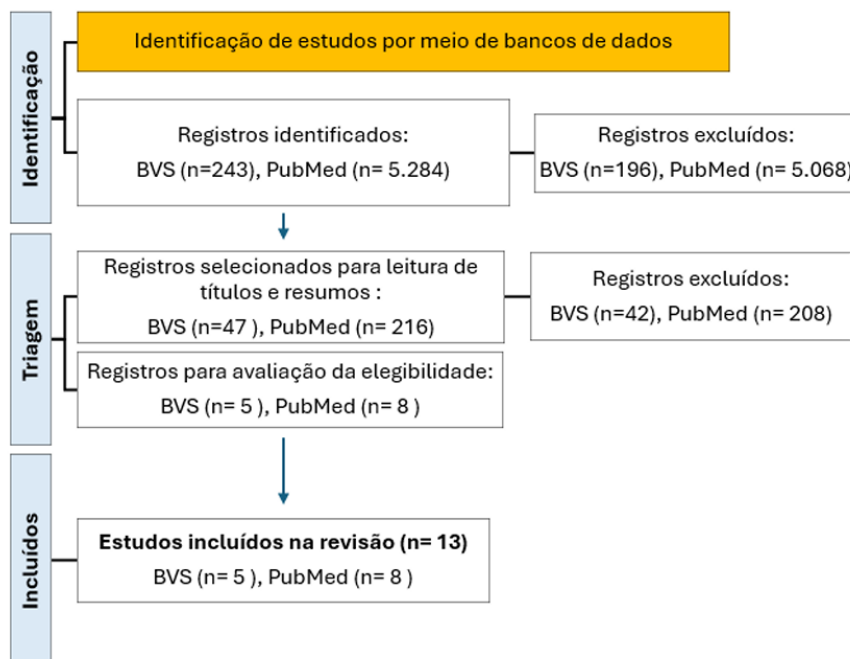 Identificação
Identificação de estudos por meio de bancos de dados
Registros identificados:
BVS (n=243), PubMed (n= 5.284)
Registros excluídos:
BVS (n=196), PubMed (n= 5.068)
Triagem
Registros selecionados para leitura de
títulos e resumos :
BVS (n=47 ), PubMed (n= 216)
Registros excluídos:
BVS (n=42), PubMed (n= 208)
Registros para avaliação da elegibilidade:
BVS (n= 5 ), PubMed (n= 8 )
Incluídos
Estudos incluídos na revisão (n= 13)
BVS (n= 5 ), PubMed (n= 8 )